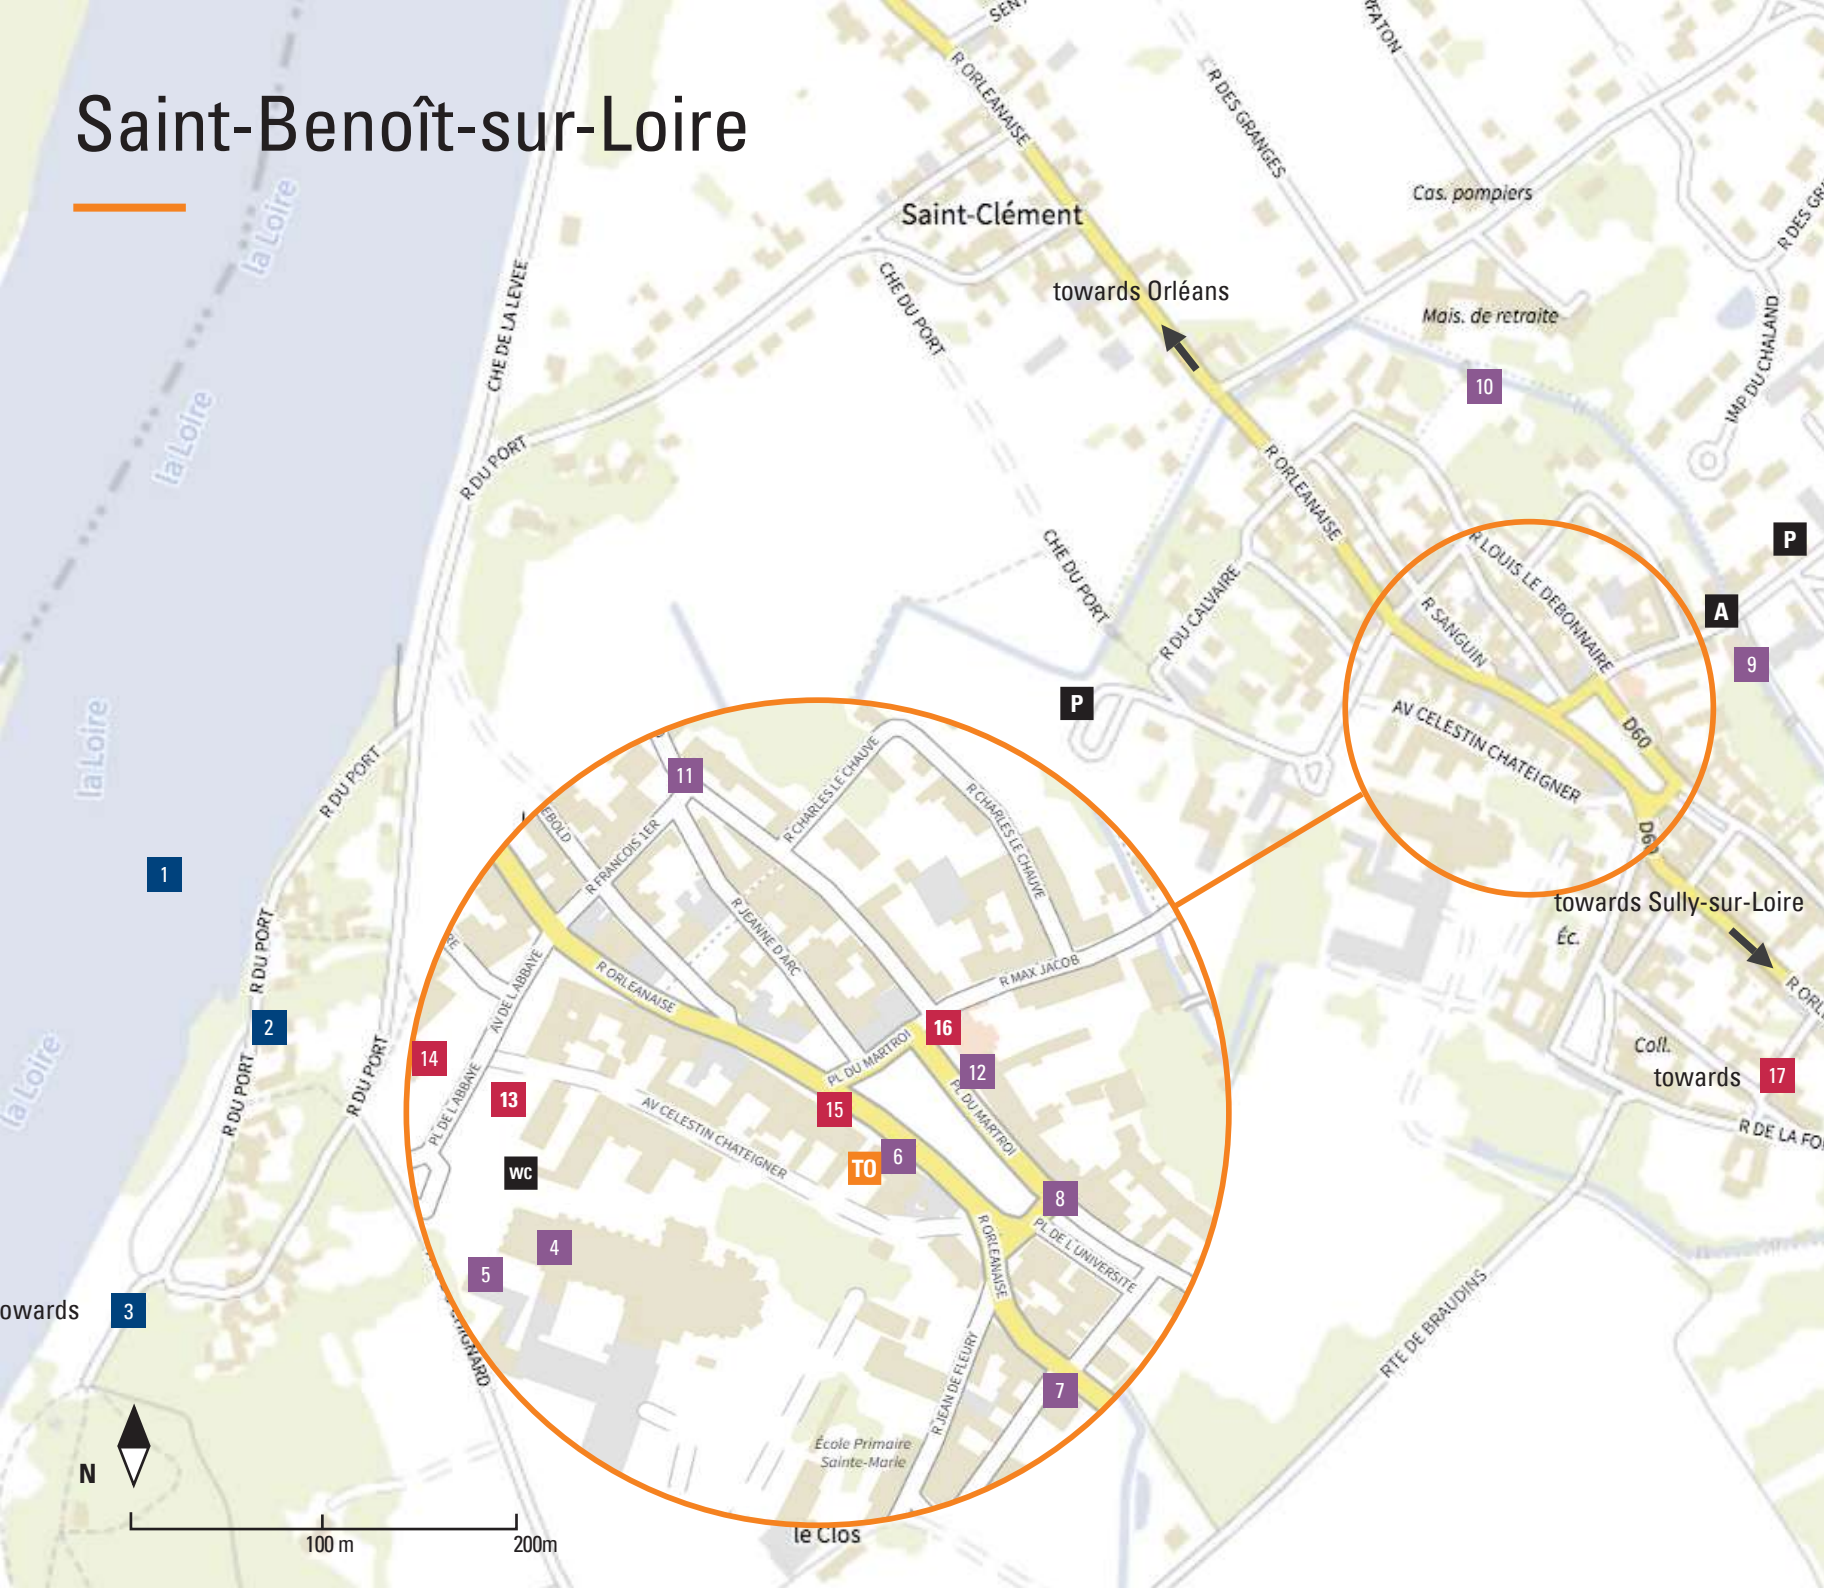 Saint-Benoît-sur-Loire
R ORLEANAISE
R DES GRANGES
Cas. pompiers
Saint-Clément
la Loire
CHE DE LA LEVEE
CHE DU PORT
towards Orléans
Mais. de retraite
IMP DU CHALAND
10
la Loire
R DU PORT
R ORLEANAISE
P
CHE DU PORT
R LOUIS LE DEBONNAIRE
R DU CALVAIRE
R SANGUIN
A
9
P
AV CELESTIN CHATEIGNER
D60
la Loire
R DU PORT
11
R CHARLES LE CHAUVE
R CHARLES LE CHAUVE
R FRANCOIS 1ER
1
towards Sully-sur-Loire
Éc.
R JEANNE D'ARC
R DU PORT
AV DE L'ABBAYE
R ORLEANAISE
R MAX JACOB
2
16
14
PL DU MARTROI
12
Coll.
towards 17
la Loire
R DU PORT
R DU PORT
PL DE L'ABBAYE
13
15
AV CELESTIN CHATEIGNER
PL DU MARTROI
WC
TO
6
8
4
5
R ORLEANAISE
PL DE L'UNIVERSITE
3
RTE DE BRAUDINS
R JEAN DE FLEURY
7
École Primaire
Sainte-Marie
N
100 m
200m
le Clos